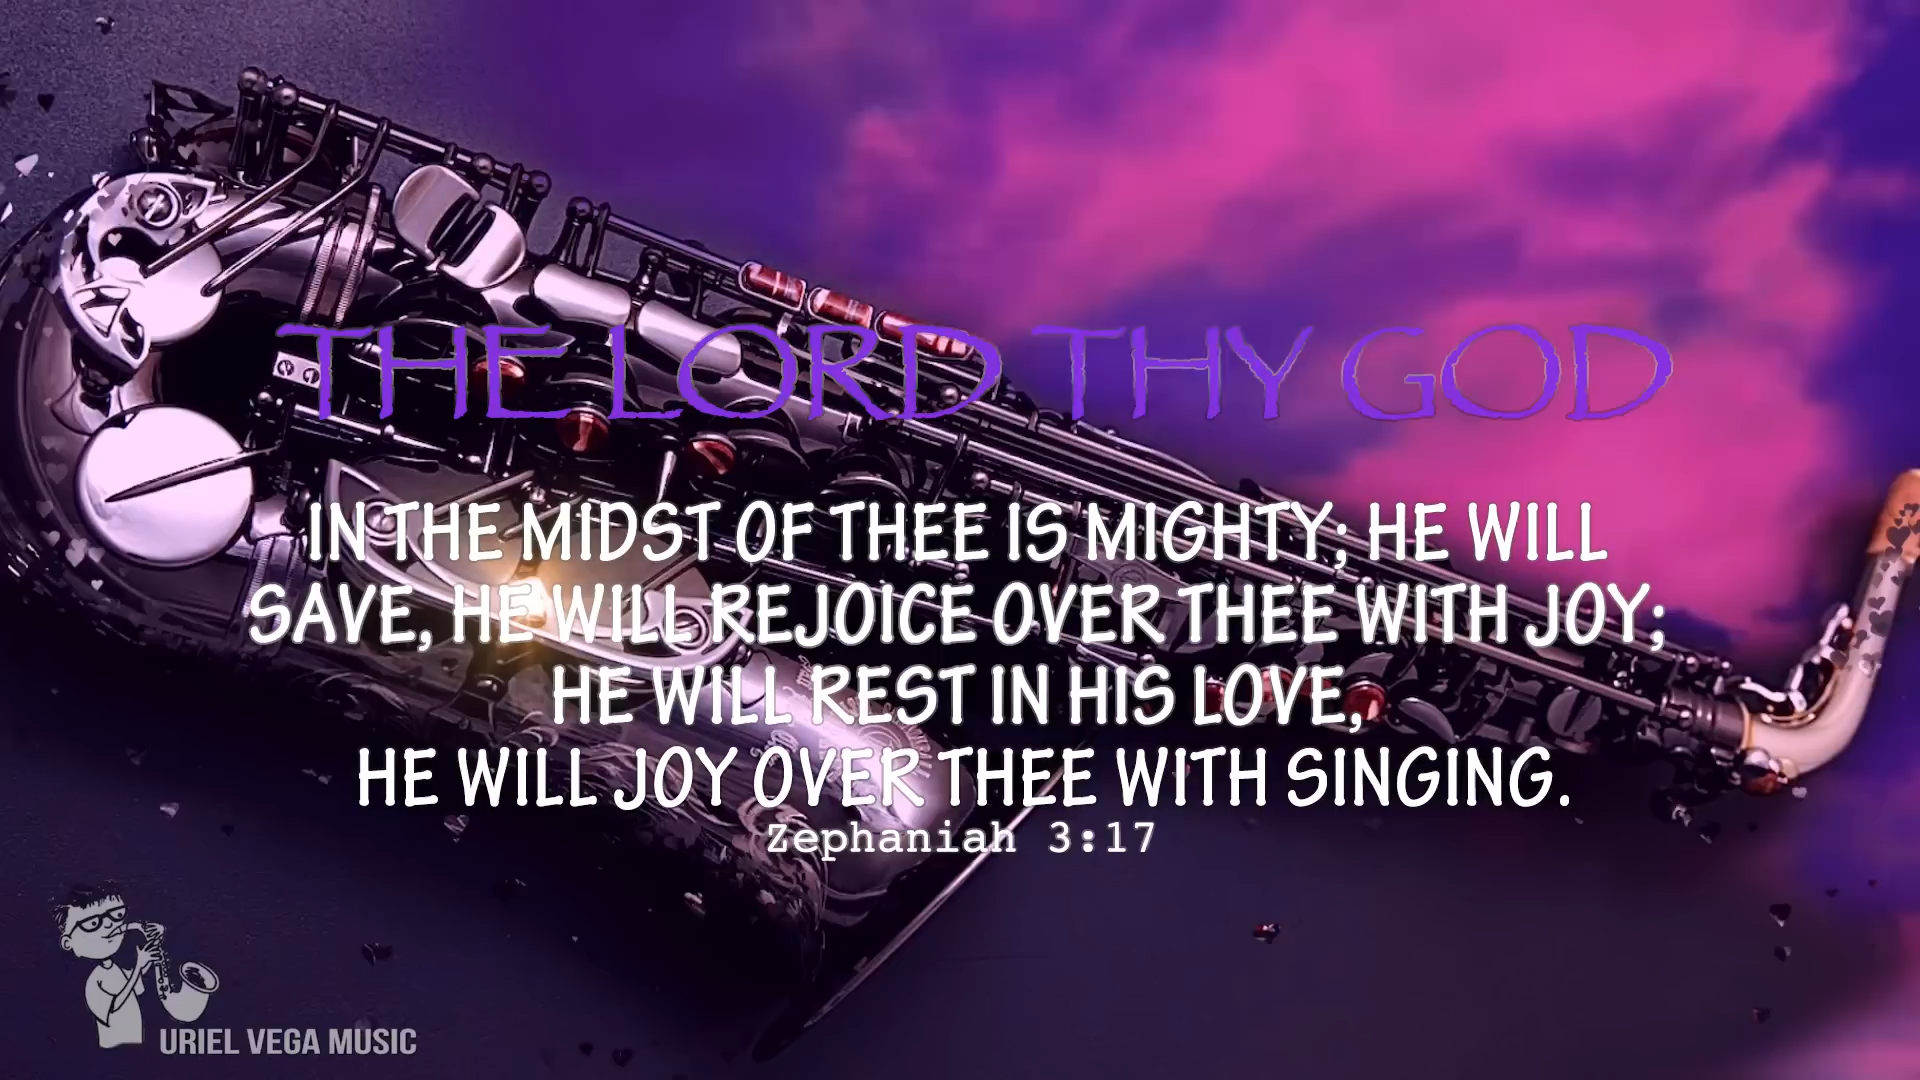 THE LORD THY GOD
IN THE MIDST OF THEE IS MIGHTY; HE WILL
SAVE, HE WILL REJOICE OVER THEE WITH JOY;
HE WILL REST IN HIS LOVE,
HE WILL JOY OVER THEE WITH SINGING.
Zephaniah 3:17
URIEL VEGA MUSIC